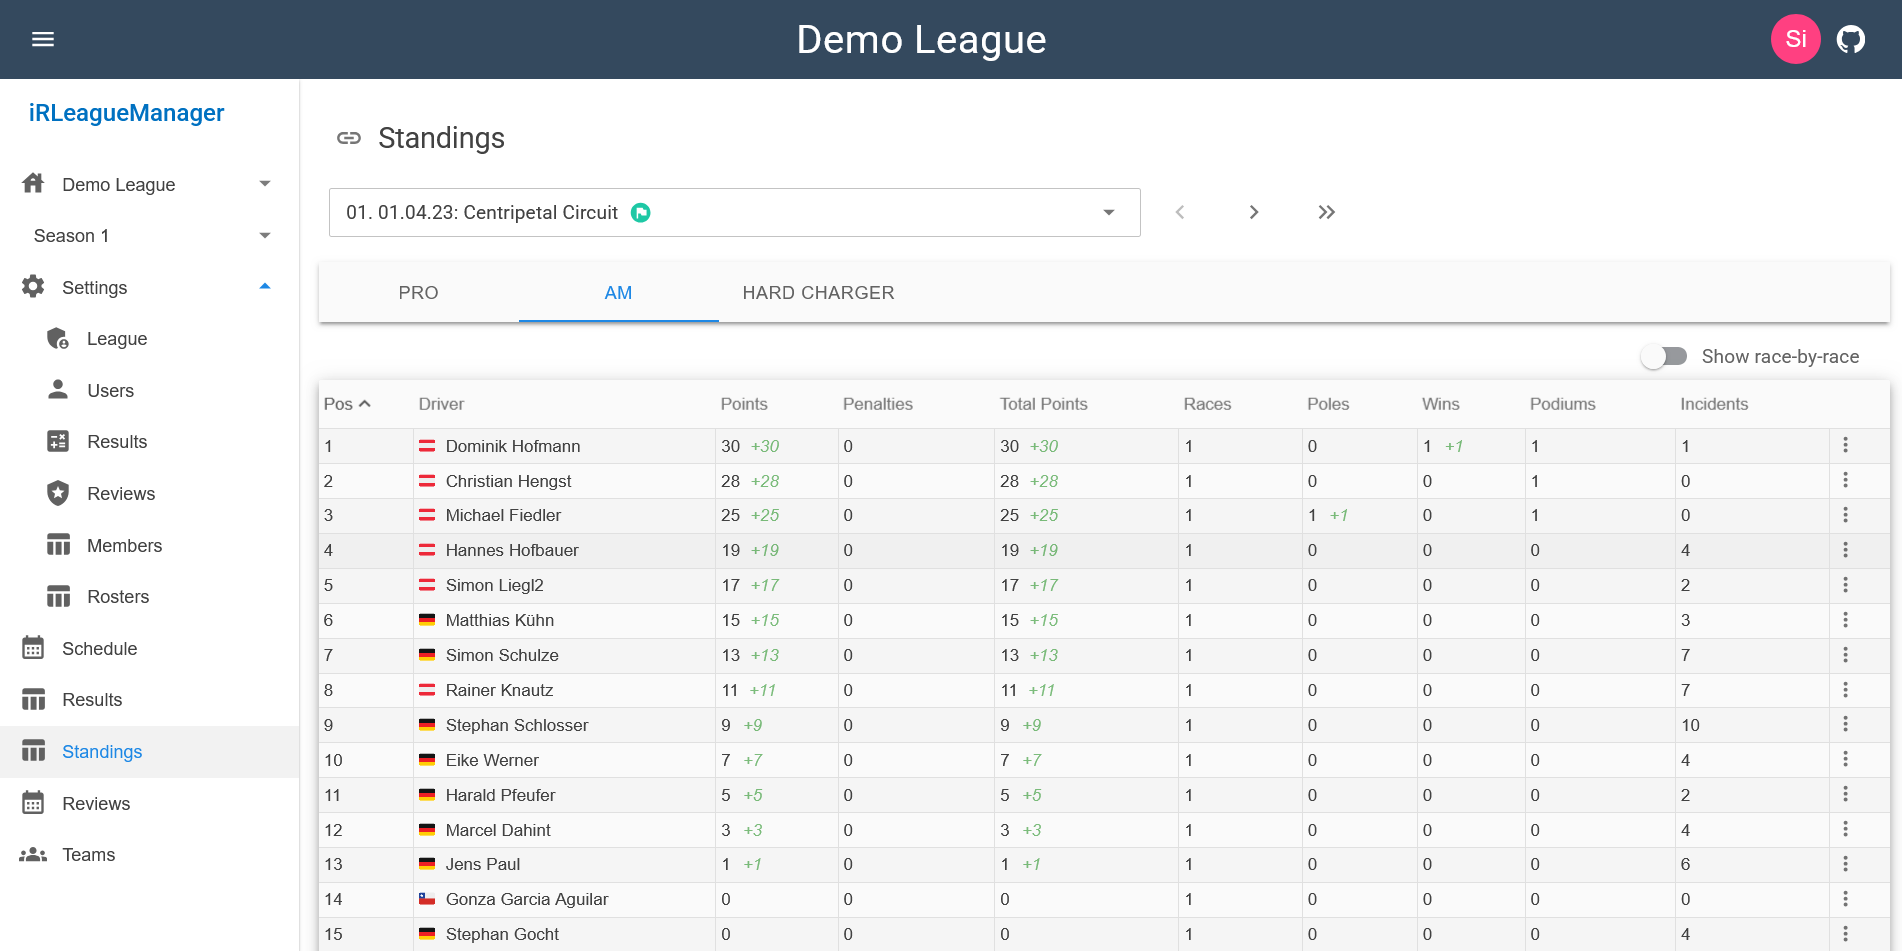 Demo League
Si
iRLeagueManager
Demo League
Season 1
Settings
League
Users
Results
Reviews
Members
Rosters
Schedule
Results
Standings
Reviews
Teams
Standings
01. 01.04.23: Centripetal Circuit
PRO AM HARD CHARGER
Show race-by-race
Pos Driver Points Penalties Total Points Races Poles Wins Podiums Incidents
1 Dominik Hofmann 30 +30 0 30 +30 1 0 1 +1 1 1
2 Christian Hengst 28 +28 0 28 +28 1 0 0 1 0
3 Michael Fiedler 25 +25 0 25 +25 1 1 +1 0 1 0
4 Hannes Hofbauer 19 +19 0 19 +19 1 0 0 0 4
5 Simon Liegl2 17 +17 0 17 +17 1 0 0 0 2
6 Matthias Kühn 15 +15 0 15 +15 1 0 0 0 3
7 Simon Schulze 13 +13 0 13 +13 1 0 0 0 7
8 Rainer Knautz 11 +11 0 11 +11 1 0 0 0 7
9 Stephan Schlosser 9 +9 0 9 +9 1 0 0 0 10
10 Eike Werner 7 +7 0 7 +7 1 0 0 0 4
11 Harald Pfeufer 5 +5 0 5 +5 1 0 0 0 2
12 Marcel Dahint 3 +3 0 3 +3 1 0 0 0 4
13 Jens Paul 1 +1 0 1 +1 1 0 0 0 6
14 Gonza Garcia Aguilar 0 0 0 1 0 0 0 0
15 Stephan Gocht 0 0 0 1 0 0 0 4